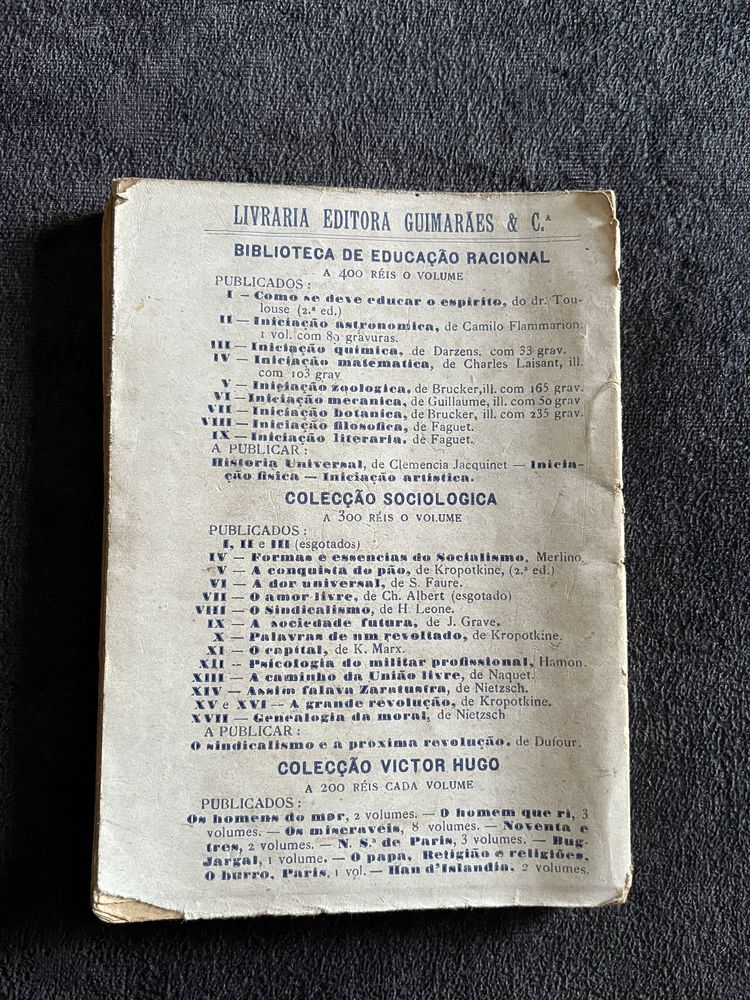 LIVRARIA EDITORA GUIMARÃES & C.ª
BIBLIOTECA DE EDUCAÇÃO RACIONAL
A 400 RÉIS O VOLUME
PUBLICADOS:
I — Como se deve educar o espirito, do dr. Tou-
louse (2.ª ed.)
II — Iniciação astronomica, de Camilo Flammarion.
1 vol. com 89 gravuras.
III — Iniciação quimica, de Darzens. com 33 grav.
IV — Iniciação matematica, de Charles Laisant, ill.
com 103 grav
V — Iniciação zoologica, de Brucker, ill. com 165 grav.
VI — Iniciação mecanica, de Guillaume, ill. com 50 grav
VII — Iniciação botanica, de Brucker, ill. com 235 grav.
VIII — Iniciação filosofica, de Faguet.
IX — Iniciação literaria, de Faguet.
A PUBLICAR:
Historia Universal, de Clemencia Jacquinet — Inicia-
ção fisica — Iniciação artistica.
COLECÇÃO SOCIOLOGICA
A 300 RÉIS O VOLUME
PUBLICADOS:
I, II e III (esgotados)
IV — Formas e essencias do Socialismo, Merlino
V — A conquista do pão, de Kropotkine, (2.ª ed.)
VI — A dor universal, de S. Faure.
VII — O amor livre, de Ch. Albert (esgotado)
VIII — O Sindicalismo, de H. Leone.
IX — A sociedade futura, de J. Grave.
X — Palavras de um revoltado, de Kropotkine.
XI — O capital, de K. Marx.
XII — Psicologia do militar profissional, Hamon.
XIII — A caminho da União livre, de Naquet.
XIV — Assim falava Zaratustra, de Nietzsch.
XV e XVI — A grande revolução, de Kropotkine.
XVII — Genealogia da moral, de Nietzsch
A PUBLICAR:
O sindicalismo e a proxima revolução, de Dufour.
COLECÇÃO VICTOR HUGO
A 200 RÉIS CADA VOLUME
PUBLICADOS:
Os homens do mar, 2 volumes. — O homem que ri, 3
volumes. — Os miseraveis, 8 volumes. — Noventa e
tres, 2 volumes. — N. S.ª de Paris, 3 volumes. — Bug-
Jargal, 1 volume. — O papa, Religião e religiões,
O burro, Paris, 1 vol. — Han d'Islandia, 2 volumes.